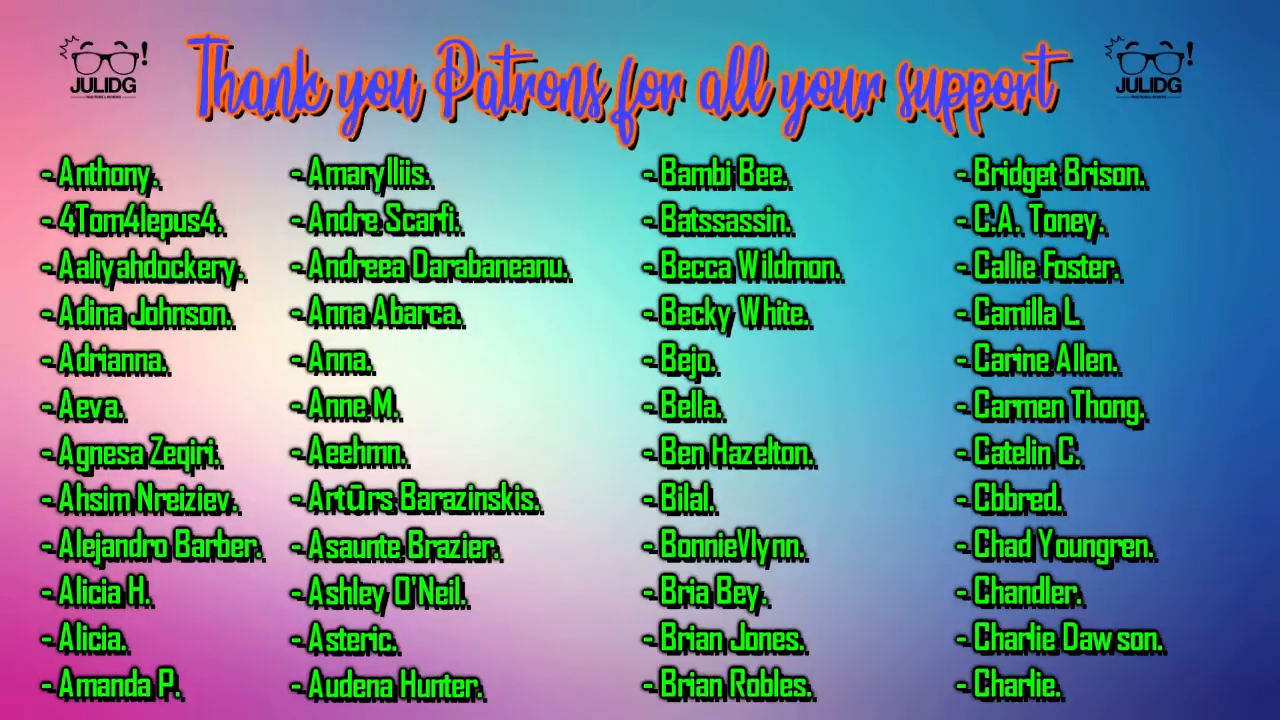 JULIDG!
Thank you Patrons for all your support
JULIDG!
- Anthony.
- 4Tom4lepus4.
- Aaliyahdockery.
- Adina Johnson.
- Adrianna.
- Aeva.
- Agnesa Zeqiri.
- Ahsim Nreiziev.
- Alejandro Barber.
- Alicia H.
- Alicia.
- Amanda P.
- Amarylliis.
- Andre Scarfi.
- Andreea Darabaneanu.
- Anna Abarca.
- Anna.
- Anne M.
- Aeehmn.
- Artūrs Barazinskis.
- Asaunte Brazier.
- Ashley O'Neil.
- Asteric.
- Audena Hunter.
- Bambi Bee.
- Batssassin.
- Becca Wildmon.
- Becky White.
- Bejo.
- Bella.
- Ben Hazelton.
- Bilal.
- BonnieVlynn.
- Bria Bey.
- Brian Jones.
- Brian Robles.
- Bridget Brison.
- C.A. Toney.
- Callie Foster.
- Camilla L.
- Carine Allen.
- Carmen Thong.
- Catelin C.
- Cbbred.
- Chad Youngren.
- Chandler.
- Charlie Dawson.
- Charlie.